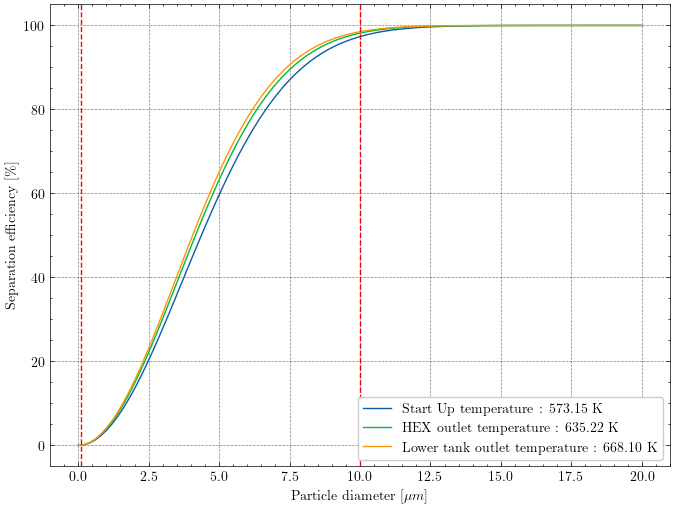 100
80
60
40
20
0
Separation efficiency [%]
0.0 2.5 5.0 7.5 10.0 12.5 15.0 17.5 20.0
Particle diameter [μm]
Start Up temperature : 573.15 K
HEX outlet temperature : 635.22 K
Lower tank outlet temperature : 668.10 K